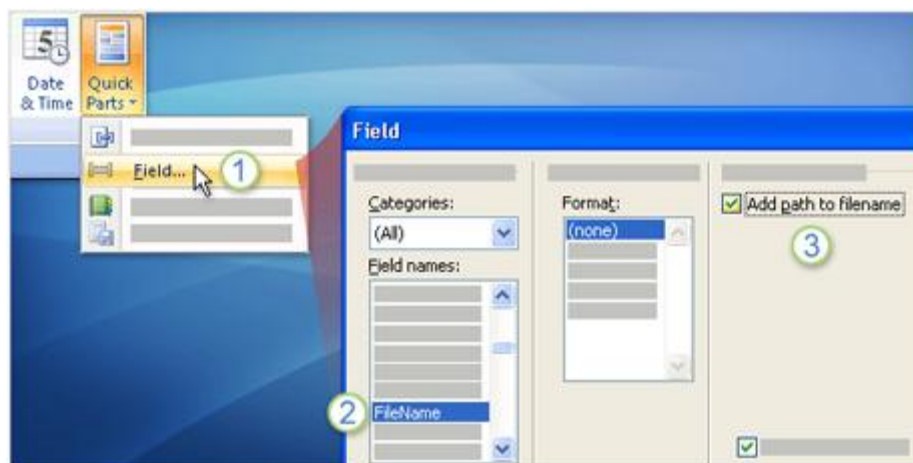 5
Date
& Time
Quick
Parts
Field...
1
Field
Categories:
(All)
Field names:
2
FileName
Format:
(none)
Add path to filename
3